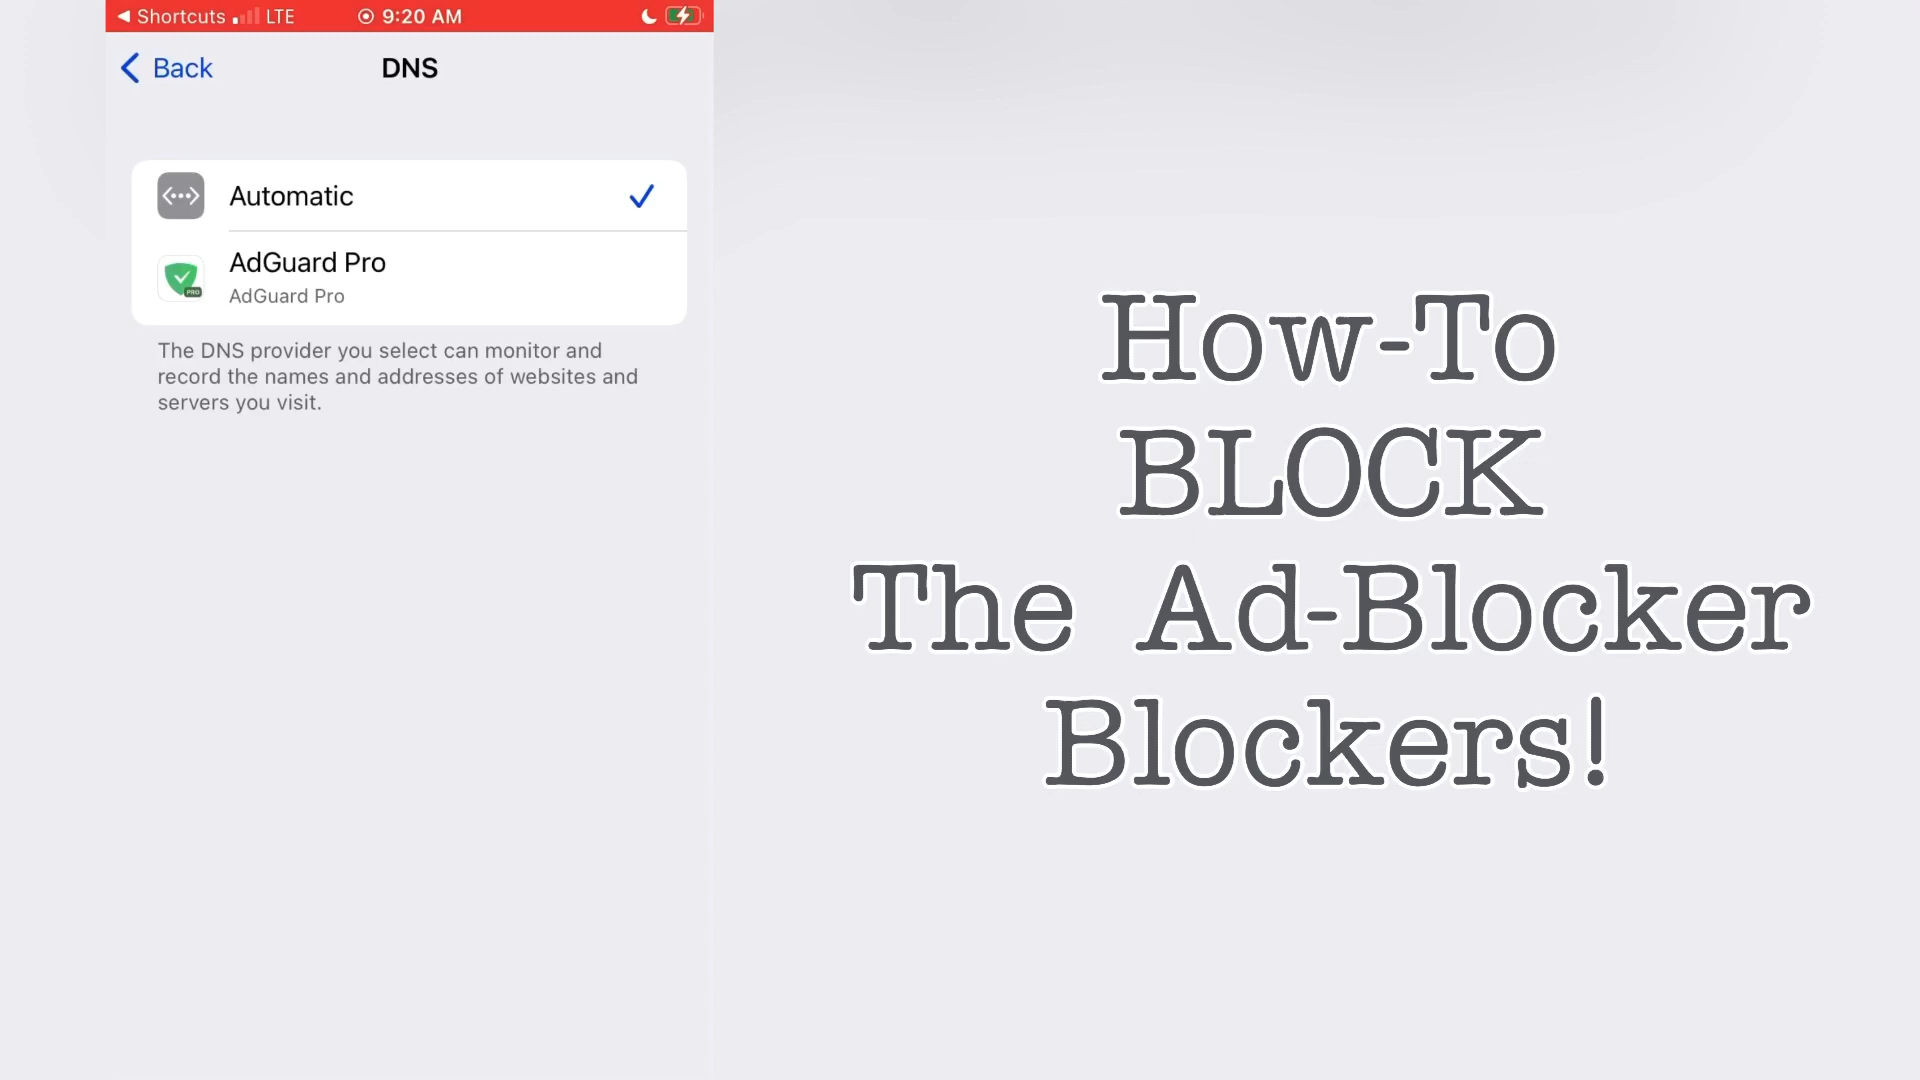 Shortcuts LTE 9:20 AM
Back DNS
Automatic
AdGuard Pro
PRO
AdGuard Pro
The DNS provider you select can monitor and
record the names and addresses of websites and
servers you visit.
How-To
BLOCK
The Ad-Blocker
Blockers!